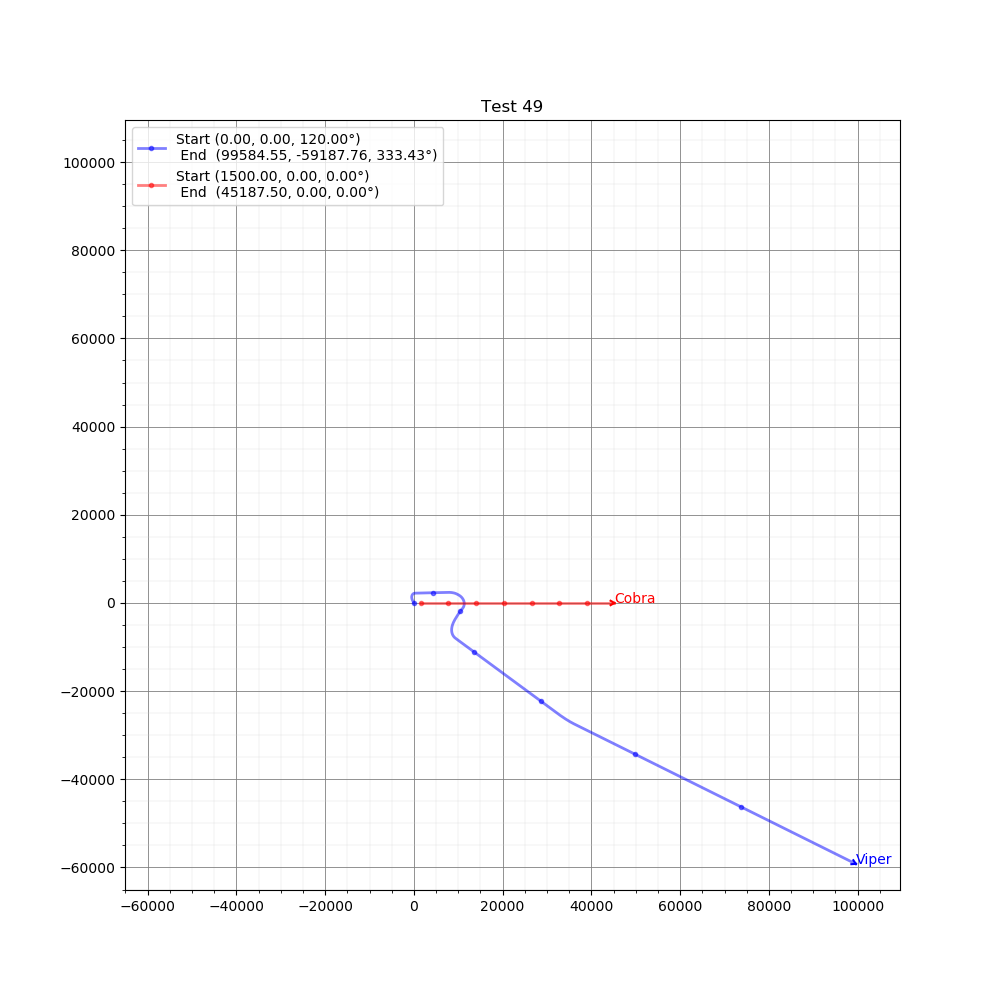 Test 49
Start (0.00, 0.00, 120.00°)
End (99584.55, -59187.76, 333.43°)
Start (1500.00, 0.00, 0.00°)
End (45187.50, 0.00, 0.00°)
100000
80000
60000
40000
20000
0
−20000
−40000
−60000
Cobra
Viper
−60000 −40000 −20000 0 20000 40000 60000 80000 100000